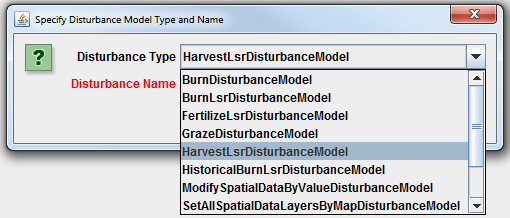 Specify Disturbance Model Type and Name
?
Disturbance Type HarvestLsrDisturbanceModel
Disturbance Name
BurnDisturbanceModel
BurnLsrDisturbanceModel
FertilizeLsrDisturbanceModel
GrazeDisturbanceModel
HarvestLsrDisturbanceModel
HistoricalBurnLsrDisturbanceModel
ModifySpatialDataByValueDisturbanceModel
SetAllSpatialDataLayersByMapDisturbanceModel